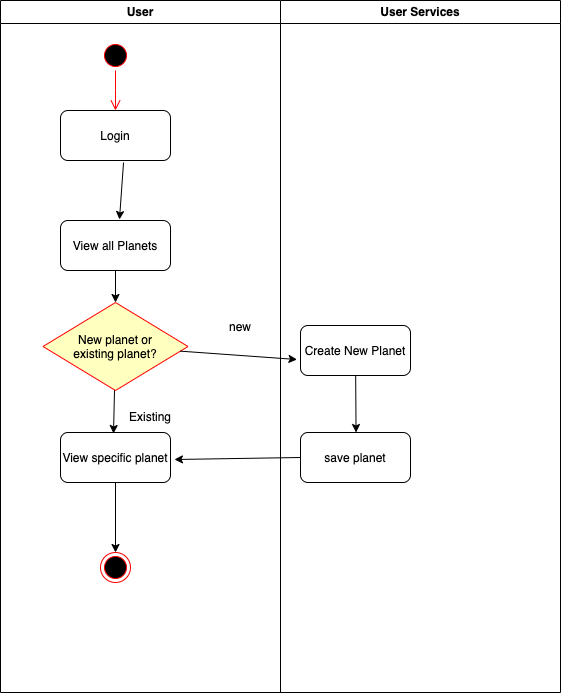 User
User Services
Login
View all Planets
New planet or
existing planet?
new
Create New Planet
Existing
View specific planet
save planet